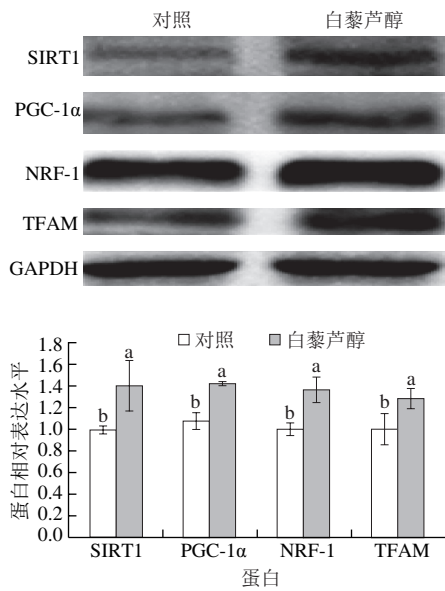 对照 白藜芦醇
SIRT1
PGC-1α
NRF-1
TFAM
GAPDH
1.8
1.6
1.4
1.2
1.0
0.8
0.6
0.4
0.2
0.0
蛋白相对表达水平
对照 白藜芦醇
b a b a b a b a
SIRT1 PGC-1α NRF-1 TFAM
蛋白